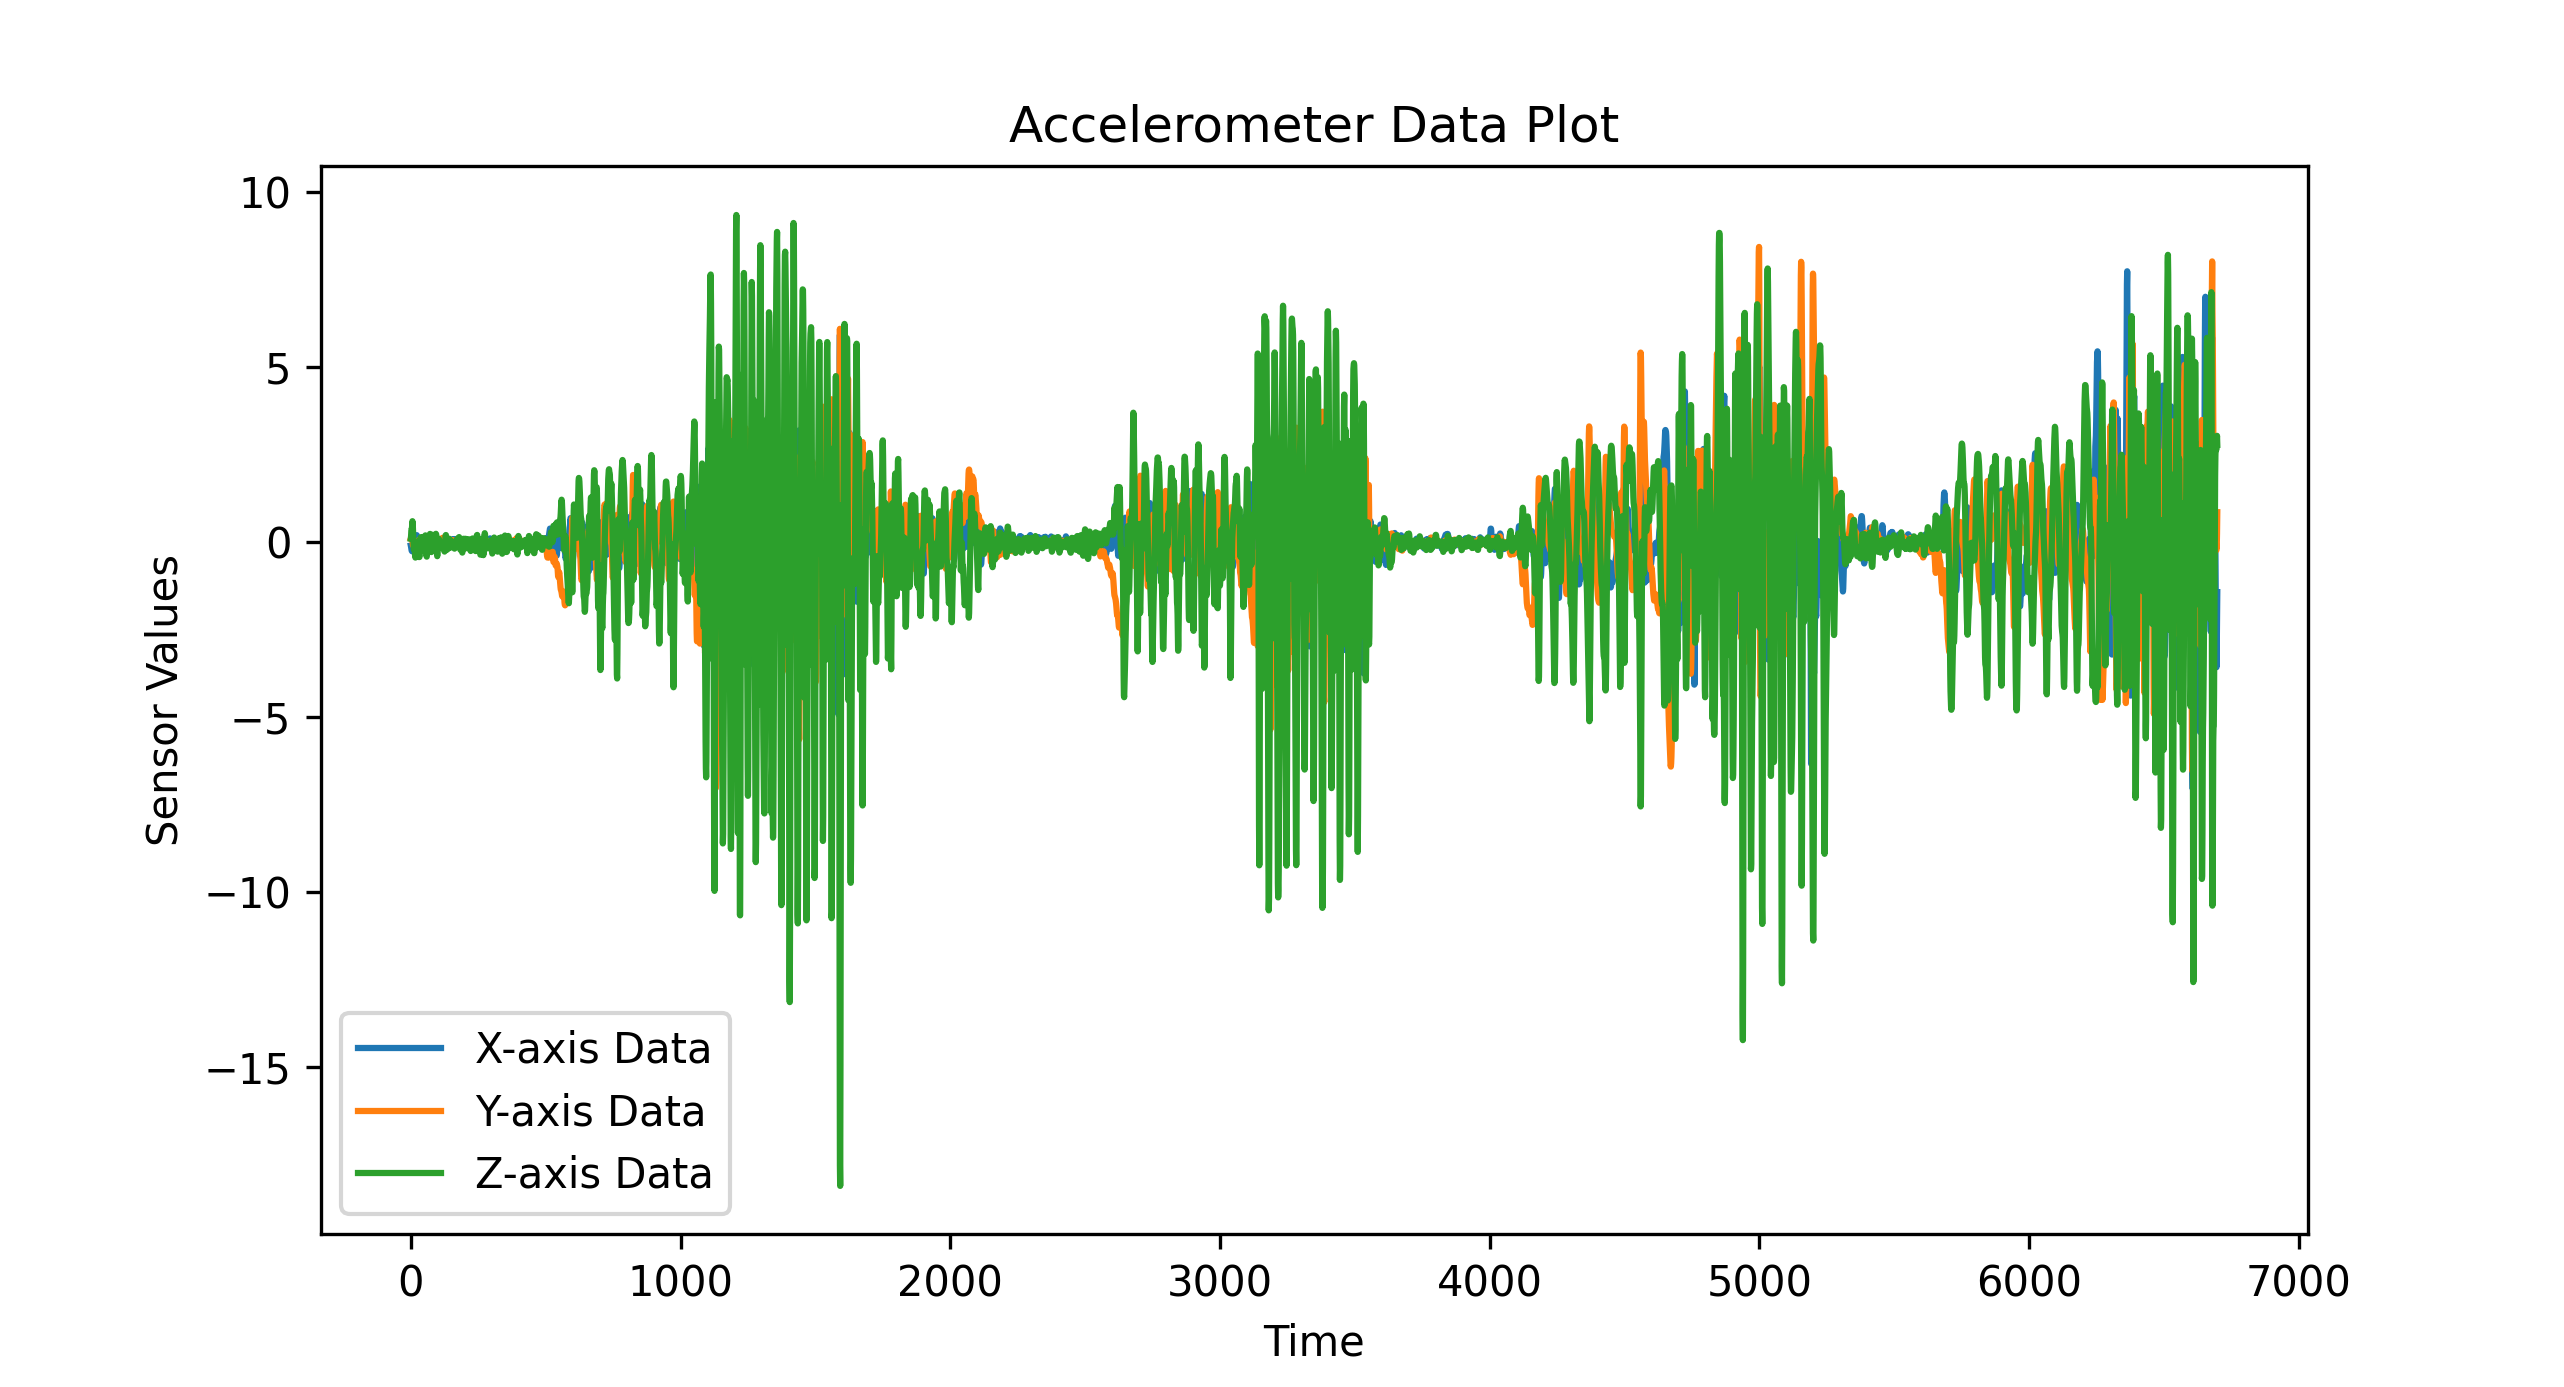 Accelerometer Data Plot
10
5
0
−5
−10
−15
Sensor Values
X-axis Data
Y-axis Data
Z-axis Data
0 1000 2000 3000 4000 5000 6000 7000
Time